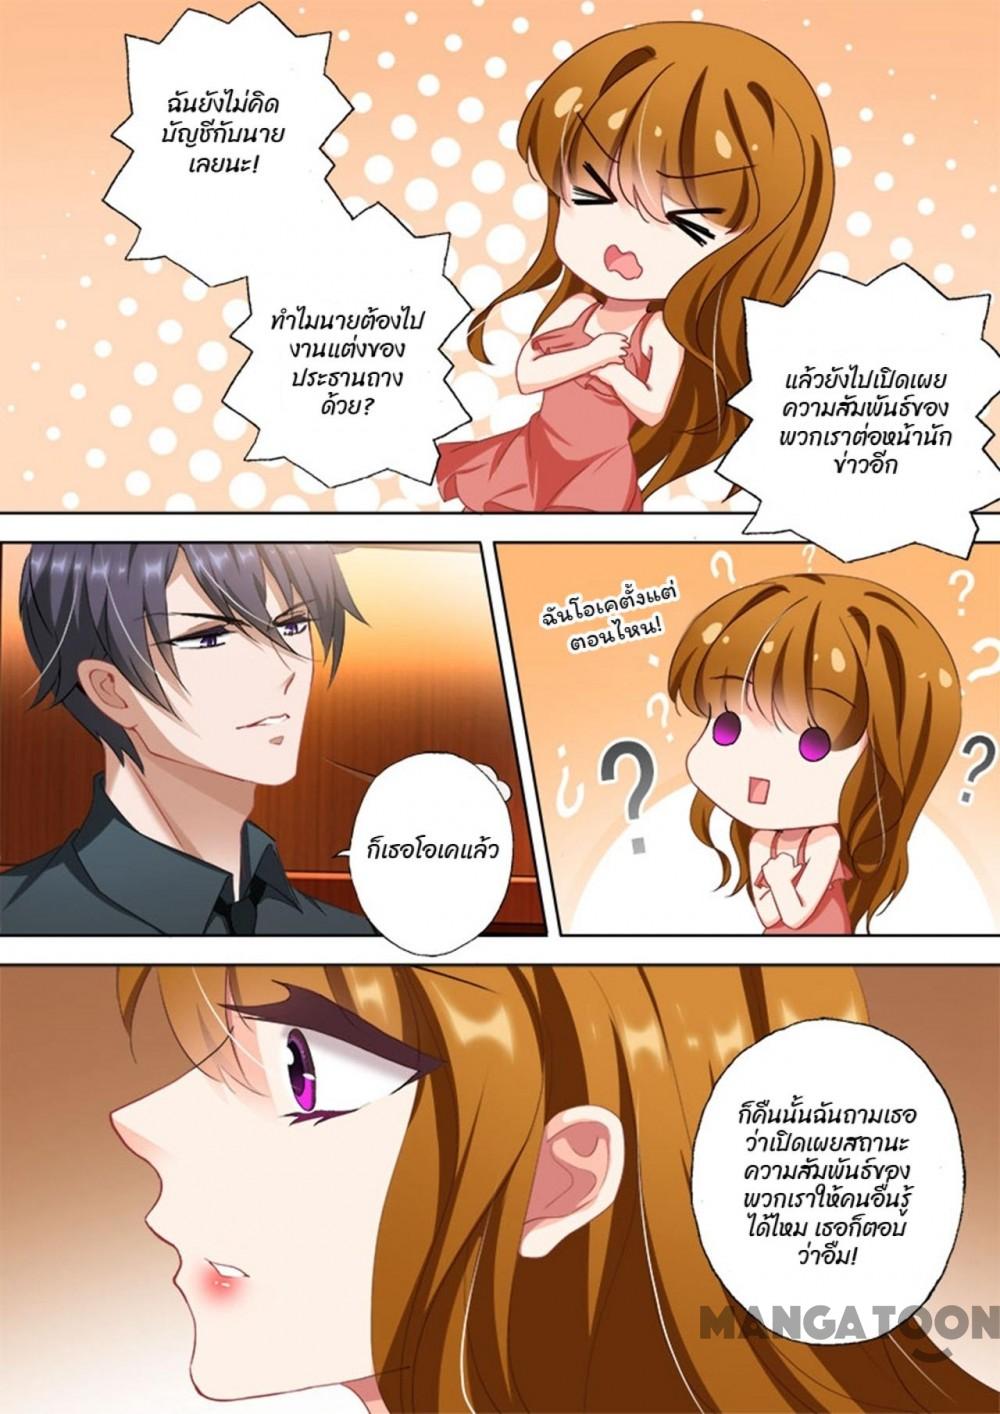 ฉันยังไม่คิด
บัญชีกับนาย
เลยนะ!
ทำไมนายต้องไป
งานแต่งของ
ประธานถาง
ด้วย?
แล้วยังไปเปิดเผย
ความสัมพันธ์ของ
พวกเราต่อหน้านัก
ข่าวอีก
ก็เธอโอเคแล้ว
ฉันโอเคตั้งแต่
ตอนไหน!
ก็คืนนั้นฉันถามเธอ
ว่าเปิดเผยสถานะ
ความสัมพันธ์ของ
พวกเราให้คนอื่นรู้
ได้ไหม เธอก็ตอบ
ว่าอืม!
MANGATOON